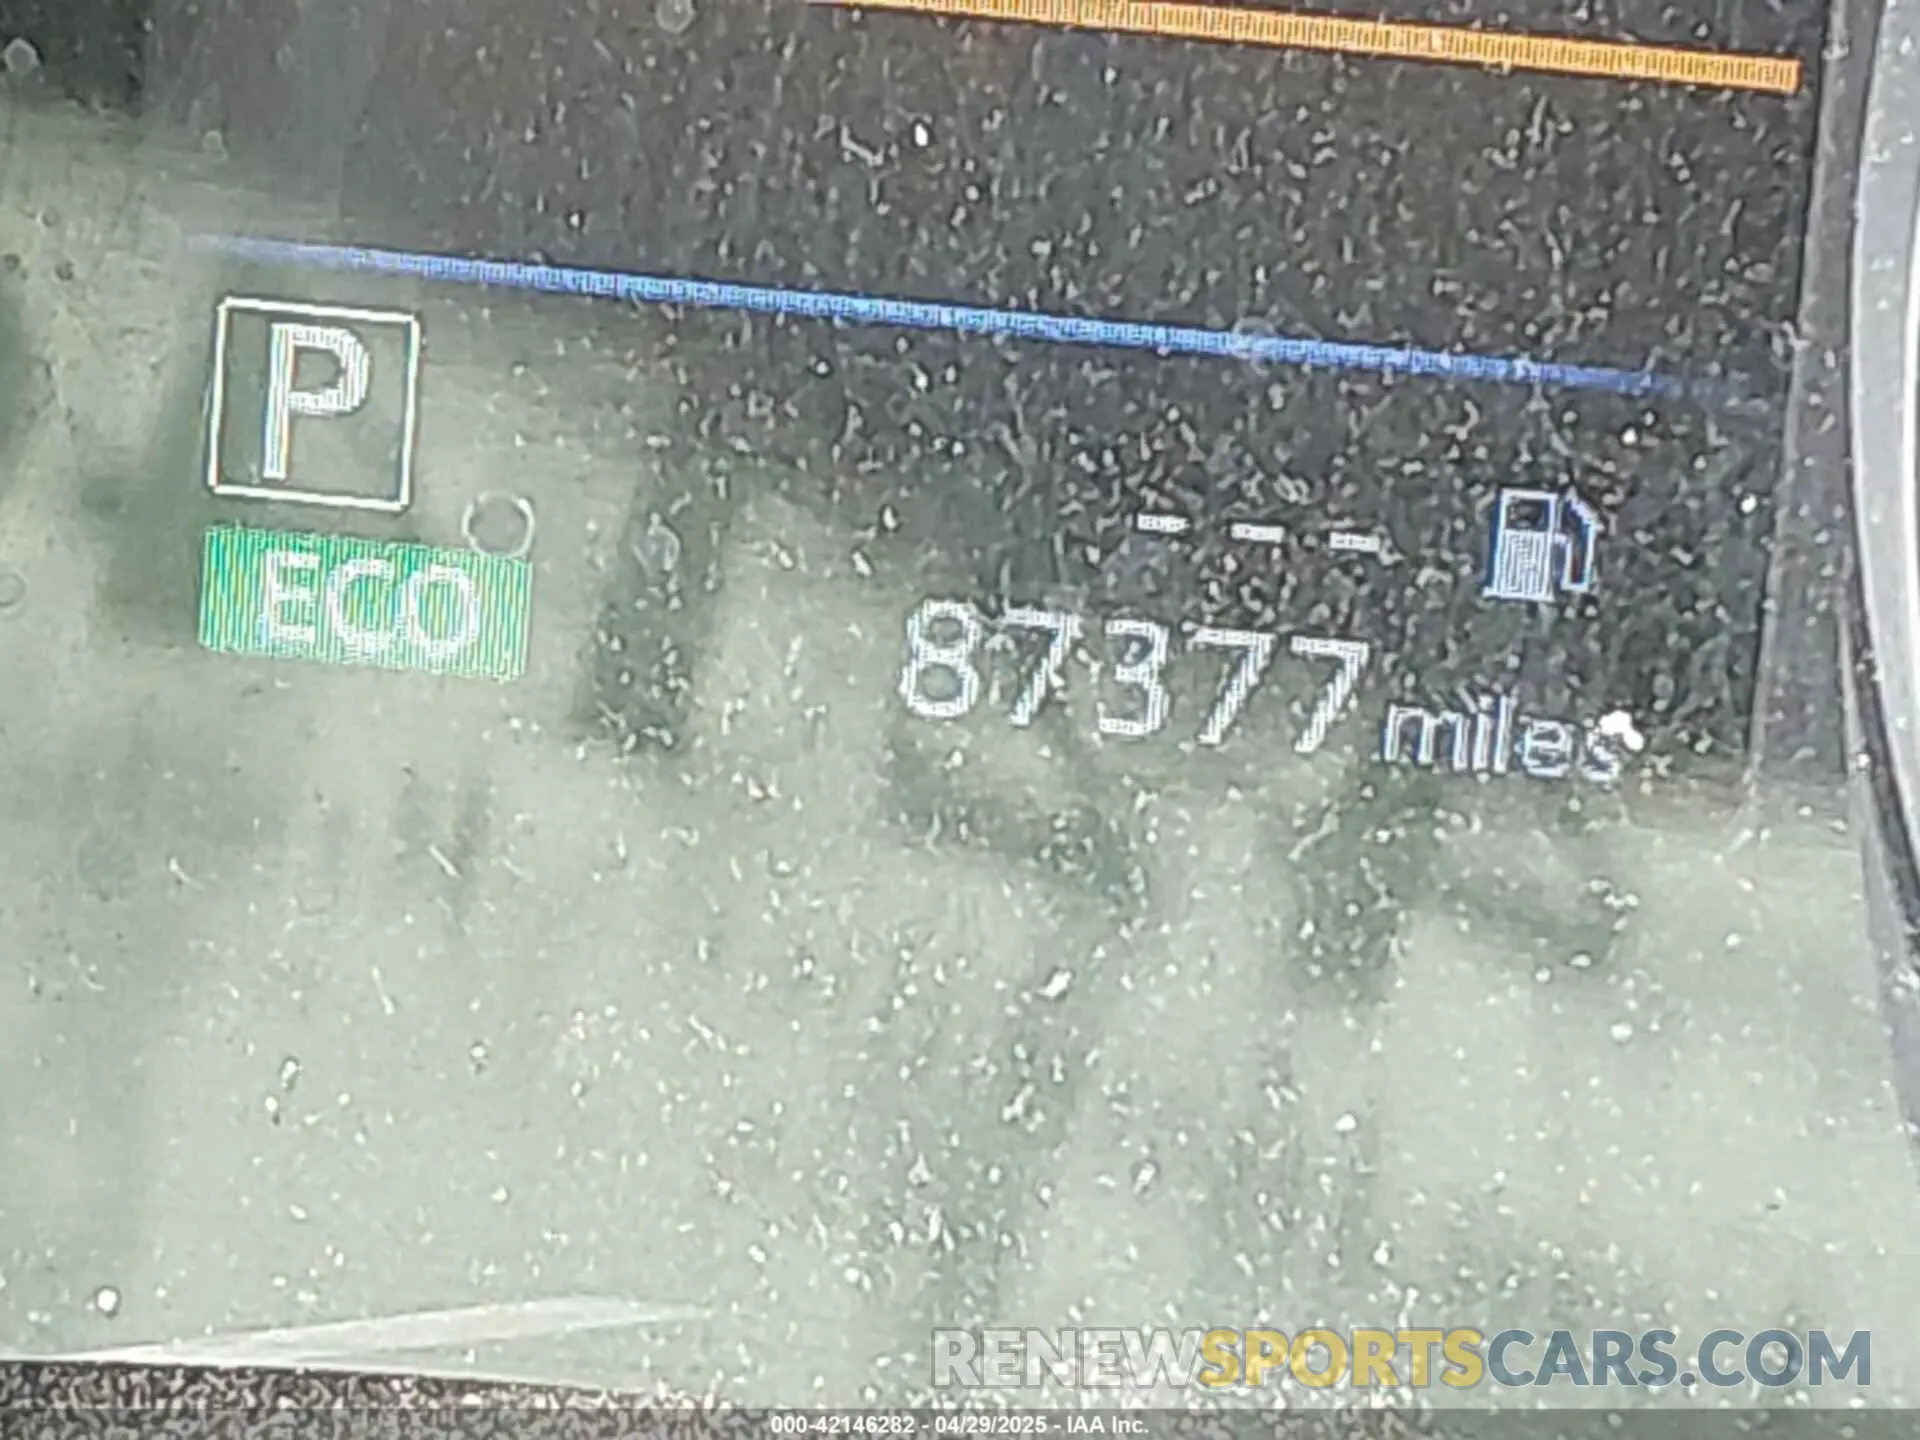 P
ECO
---
87377 miles
RENEWSPORTSCARS.COM
000-42146282 - 04/29/2025 - IAA Inc.